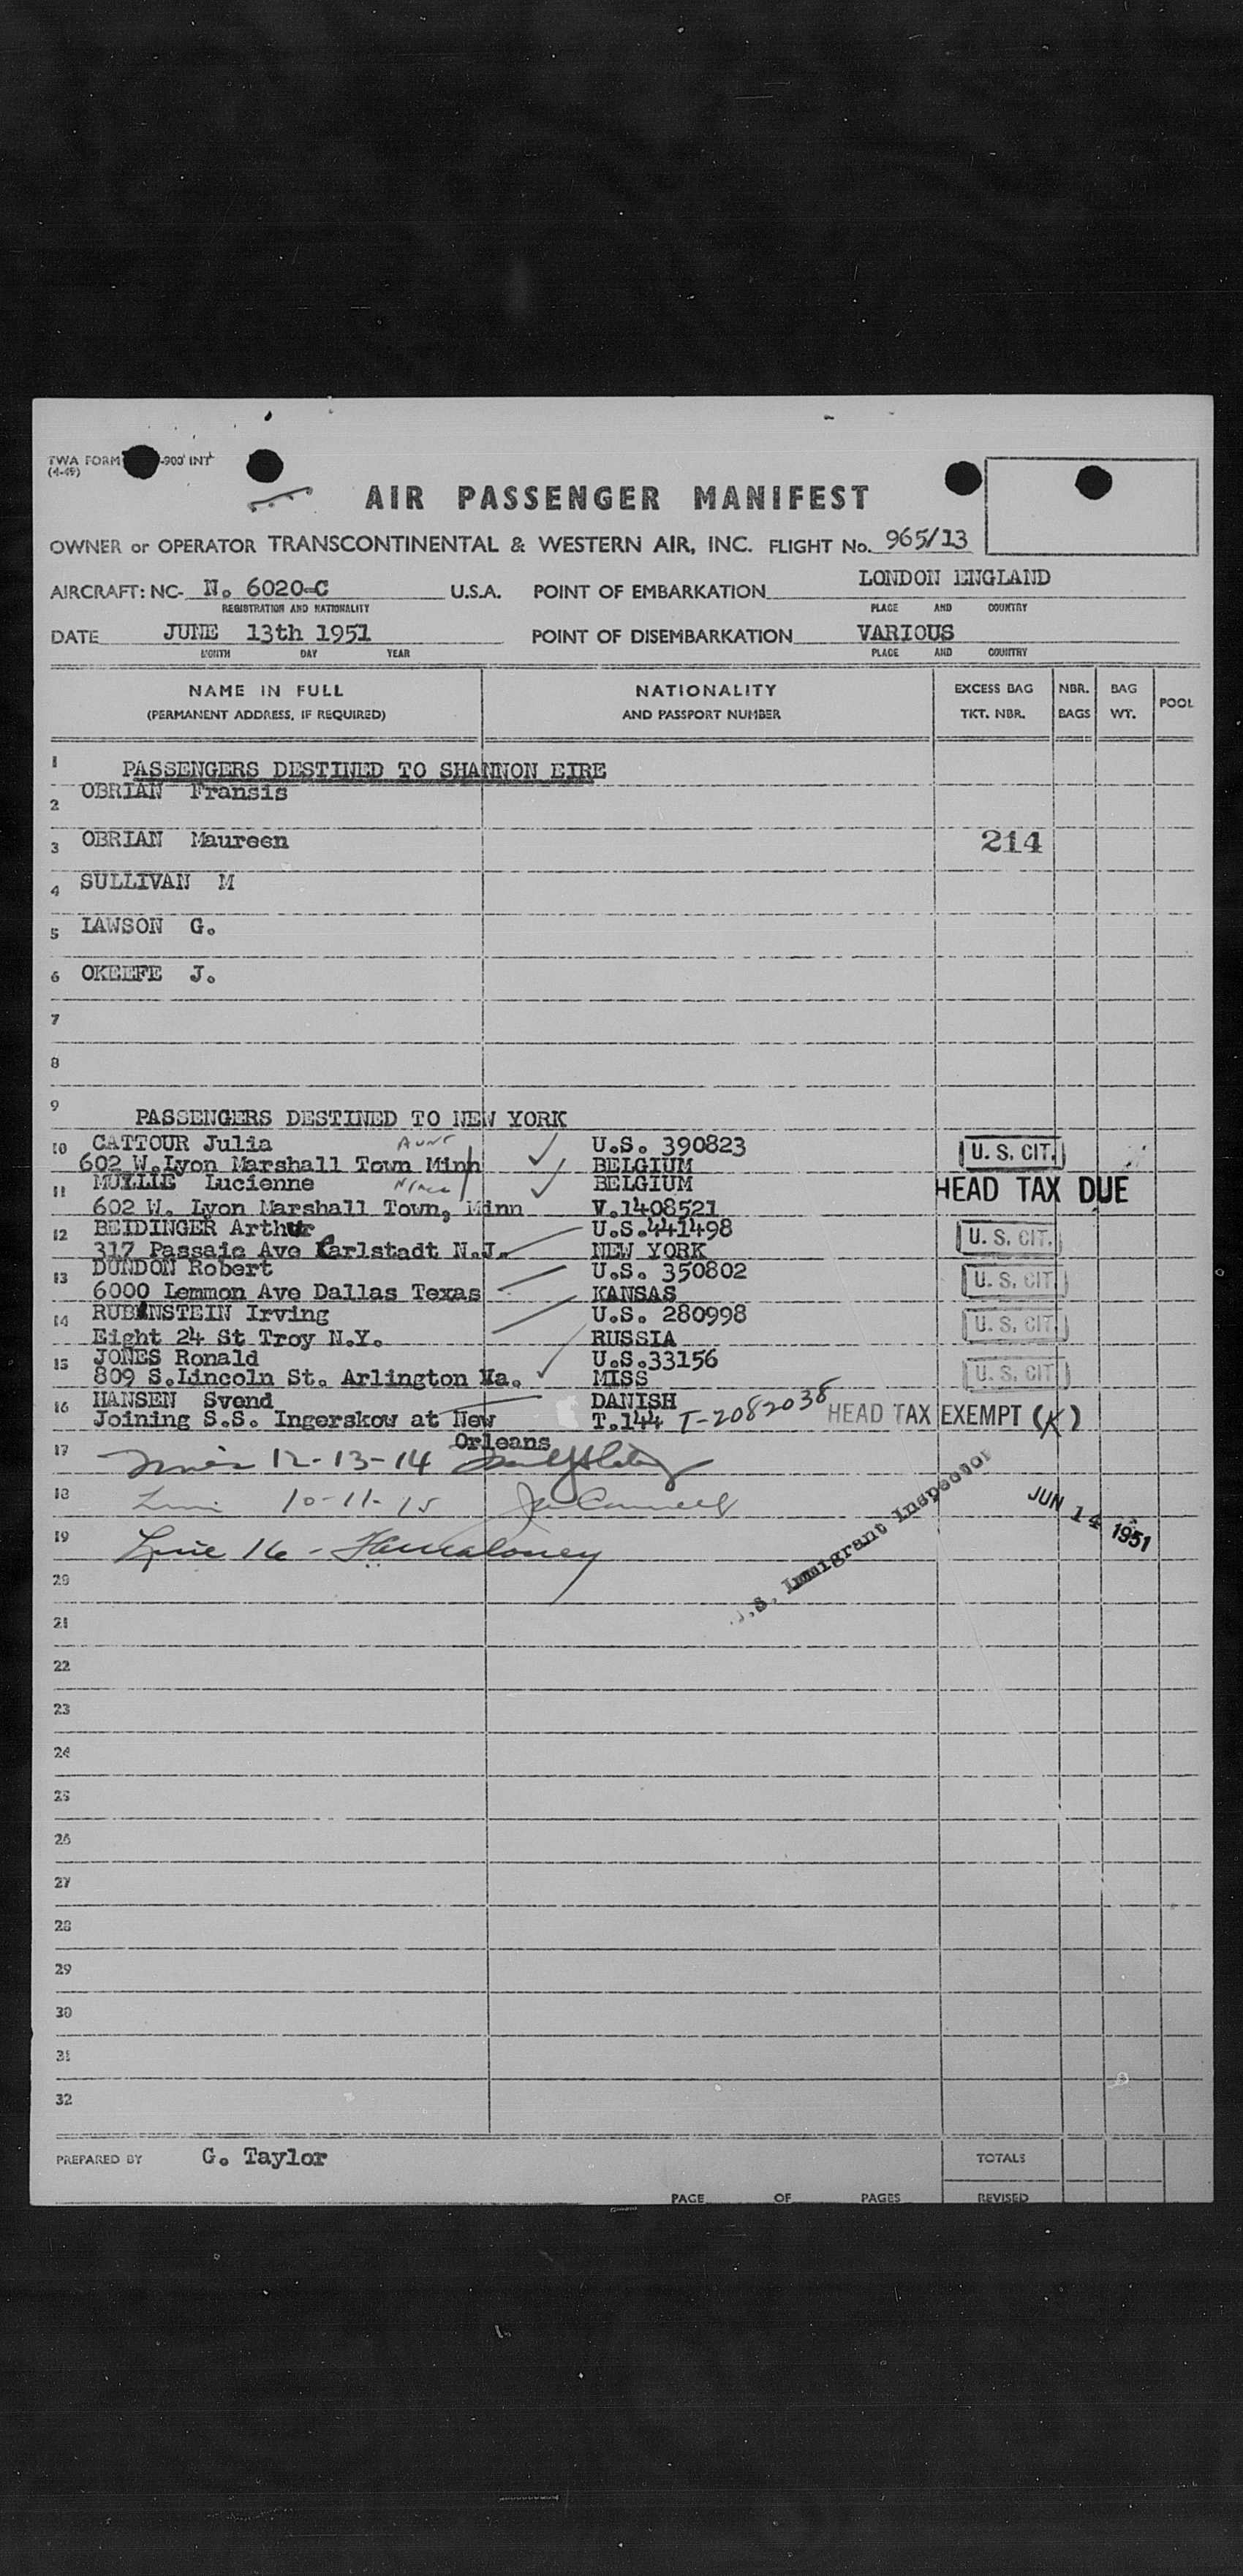 TWA FORM -900 INT
(4-49)
AIR PASSENGER MANIFEST
OWNER or OPERATOR TRANSCONTINENTAL & WESTERN AIR, INC. FLIGHT No. 965/13
AIRCRAFT: NC- N. 6020-C U.S.A. POINT OF EMBARKATION LONDON ENGLAND
REGISTRATION AND NATIONALITY PLACE AND COUNTRY
DATE JUNE 13th 1951 POINT OF DISEMBARKATION VARIOUS
MONTH DAY YEAR PLACE AND COUNTRY
NAME IN FULL NATIONALITY EXCESS BAG NBR. BAG POOL
(PERMANENT ADDRESS, IF REQUIRED) AND PASSPORT NUMBER TKT. NBR. BAGS WT.
1 PASSENGERS DESTINED TO SHANNON EIRE
2 OBRIAN Fransis
3 OBRIAN Maureen 214
4 SULLIVAN M
5 LAWSON G.
6 OKEEFE J.
7
8
9 PASSENGERS DESTINED TO NEW YORK
10 CATTOUR Julia AUNT U.S. 390823
602 W.Lyon Marshall Town Minn BELGIUM U. S. CIT.
11 MULLIE Lucienne Niece BELGIUM HEAD TAX DUE
602 W. Lyon Marshall Town, Minn V.1408521
12 BEIDINGER Arthur U.S.441498 U. S. CIT.
317 Passaic Ave Carlstadt N.J. NEW YORK
13 DUNDON Robert U.S. 350802 U. S. CIT.
6000 Lemmon Ave Dallas Texas KANSAS
14 RUBINSTEIN Irving U.S. 280998 U. S. CIT.
Eight 24 St Troy N.Y. RUSSIA
15 JONES Ronald U.S.33156 U. S. CIT.
809 S.Lincoln St. Arlington Va. MISS
16 HANSEN Svend DANISH
Joining S.S. Ingerskow at New T.144 T-2082038 HEAD TAX EXEMPT (K)
Orleans
17 12-13-14
18 10-11-15
19 Line 16 -
U.S. Immigrant Inspector
JUN 14 1951
20
21
22
23
24
25
26
27
28
29
30
31
32
PREPARED BY G. Taylor TOTALS
PAGE OF PAGES REVISED